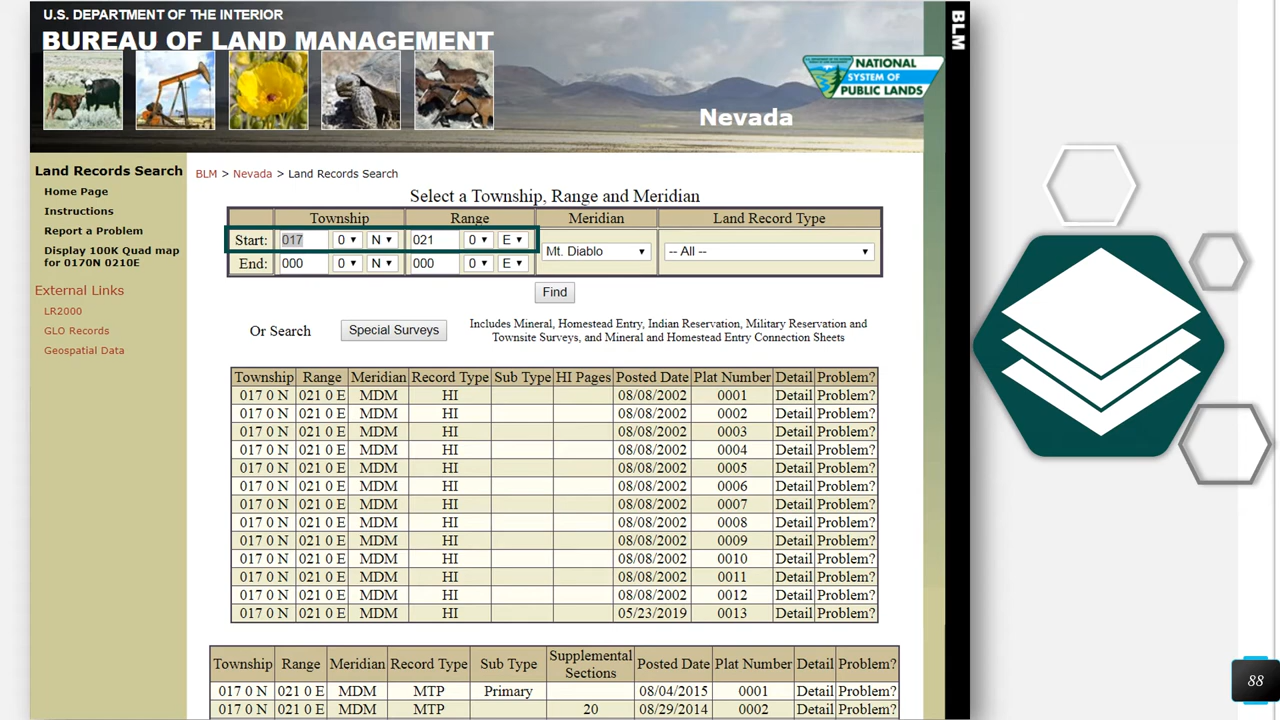 U.S. DEPARTMENT OF THE INTERIOR
BUREAU OF LAND MANAGEMENT
BLM
NATIONAL
SYSTEM OF
PUBLIC LANDS
Nevada
Land Records Search
Home Page
Instructions
Report a Problem
Display 100K Quad map
for 0170N 0210E
External Links
LR2000
GLO Records
Geospatial Data
BLM > Nevada > Land Records Search
Select a Township, Range and Meridian
Township Range Meridian Land Record Type
Start: 017 0 N 021 0 E Mt. Diablo -- All --
End: 000 0 N 000 0 E
Find
Or Search Special Surveys
Includes Mineral, Homestead Entry, Indian Reservation, Military Reservation and
Townsite Surveys, and Mineral and Homestead Entry Connection Sheets
Township Range Meridian Record Type Sub Type HI Pages Posted Date Plat Number Detail Problem?
017 0 N 021 0 E MDM HI 08/08/2002 0001 Detail Problem?
017 0 N 021 0 E MDM HI 08/08/2002 0002 Detail Problem?
017 0 N 021 0 E MDM HI 08/08/2002 0003 Detail Problem?
017 0 N 021 0 E MDM HI 08/08/2002 0004 Detail Problem?
017 0 N 021 0 E MDM HI 08/08/2002 0005 Detail Problem?
017 0 N 021 0 E MDM HI 08/08/2002 0006 Detail Problem?
017 0 N 021 0 E MDM HI 08/08/2002 0007 Detail Problem?
017 0 N 021 0 E MDM HI 08/08/2002 0008 Detail Problem?
017 0 N 021 0 E MDM HI 08/08/2002 0009 Detail Problem?
017 0 N 021 0 E MDM HI 08/08/2002 0010 Detail Problem?
017 0 N 021 0 E MDM HI 08/08/2002 0011 Detail Problem?
017 0 N 021 0 E MDM HI 08/08/2002 0012 Detail Problem?
017 0 N 021 0 E MDM HI 05/23/2019 0013 Detail Problem?
Township Range Meridian Record Type Sub Type Supplemental Sections Posted Date Plat Number Detail Problem?
017 0 N 021 0 E MDM MTP Primary 08/04/2015 0001 Detail Problem?
017 0 N 021 0 E MDM MTP 20 08/29/2014 0002 Detail Problem?
88